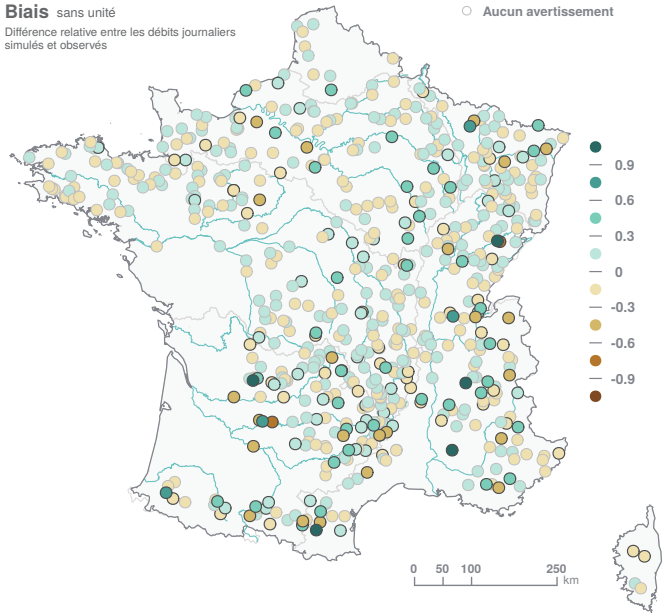 Biais sans unité
Différence relative entre les débits journaliers
simulés et observés
Aucun avertissement
0.9
0.6
0.3
0
-0.3
-0.6
-0.9
0 50 100 250
km